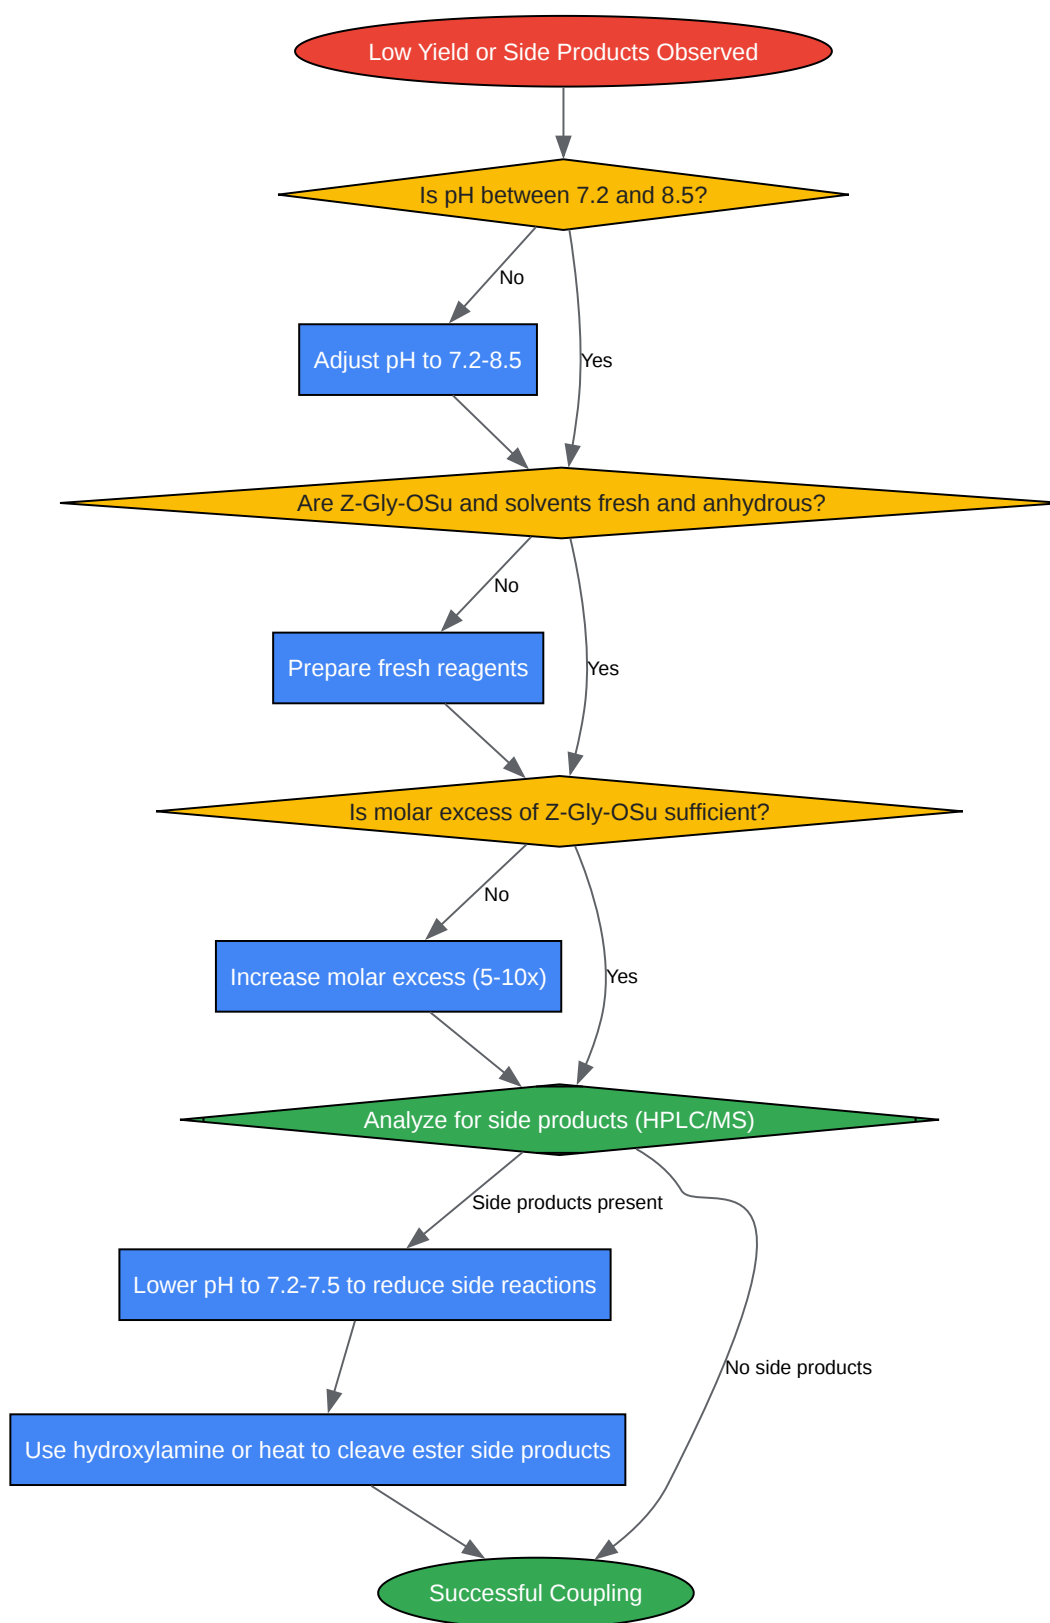 Low Yield or Side Products Observed
Is pH between 7.2 and 8.5?
No
Adjust pH to 7.2-8.5
Yes
Are Z-Gly-OSu and solvents fresh and anhydrous?
No
Prepare fresh reagents
Yes
Is molar excess of Z-Gly-OSu sufficient?
No
Increase molar excess (5-10x)
Yes
Analyze for side products (HPLC/MS)
Side products present
Lower pH to 7.2-7.5 to reduce side reactions
No side products
Use hydroxylamine or heat to cleave ester side products
Successful Coupling